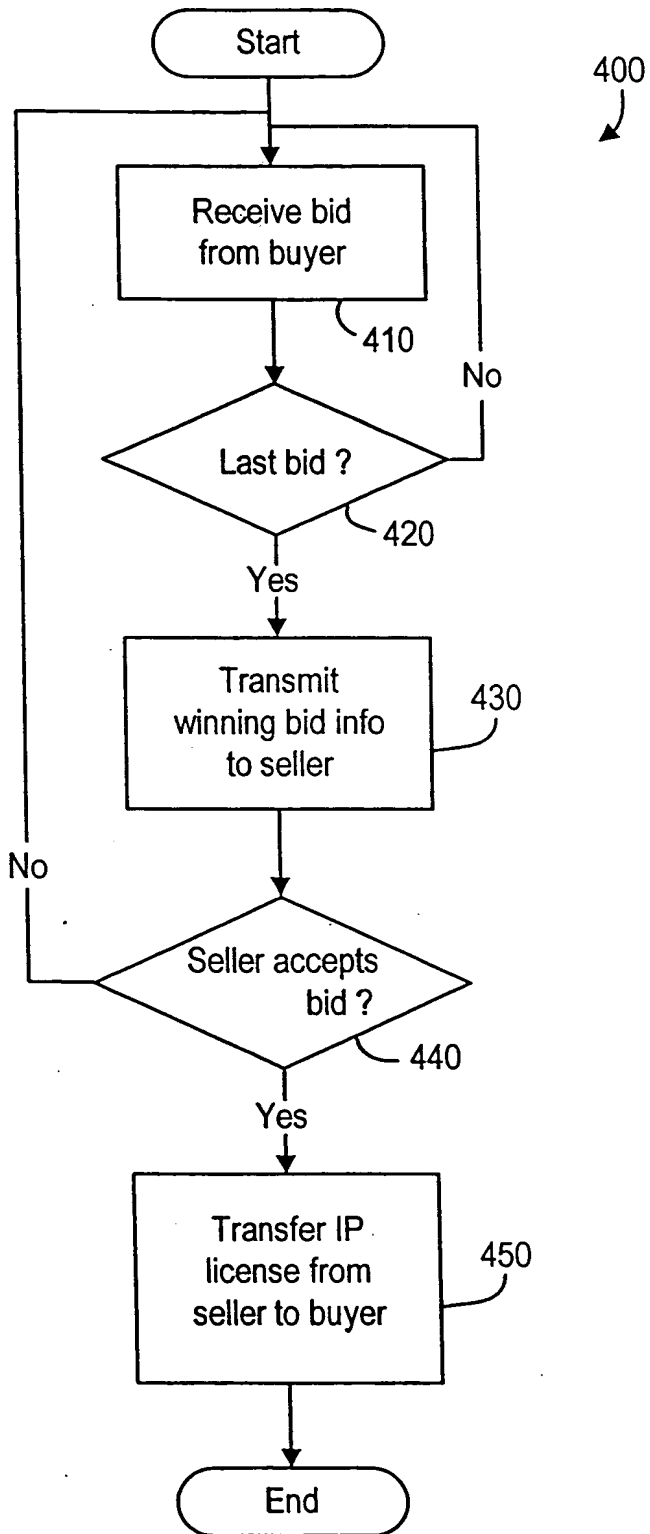 Start
400
Receive bid
from buyer
410
No
Last bid ?
420
Yes
Transmit
winning bid info
to seller
430
No
Seller accepts
bid ?
440
Yes
Transfer IP
license from
seller to buyer
450
End